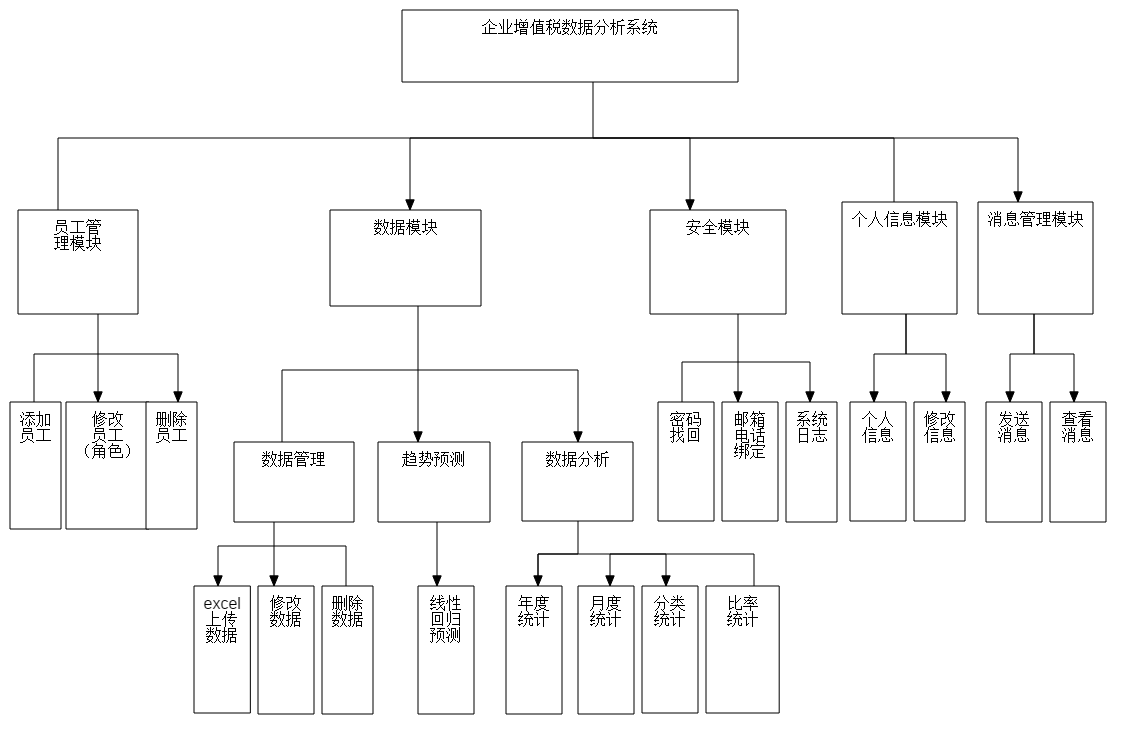 企业增值税数据分析系统
员工管
理模块
数据模块
安全模块
个人信息模块
消息管理模块
添加
员工
修改
员工
（角色）
删除
员工
数据管理
趋势预测
数据分析
密码
找回
邮箱
电话
绑定
系统
日志
个人
信息
修改
信息
发送
消息
查看
消息
excel
上传
数据
修改
数据
删除
数据
线性
回归
预测
年度
统计
月度
统计
分类
统计
比率
统计